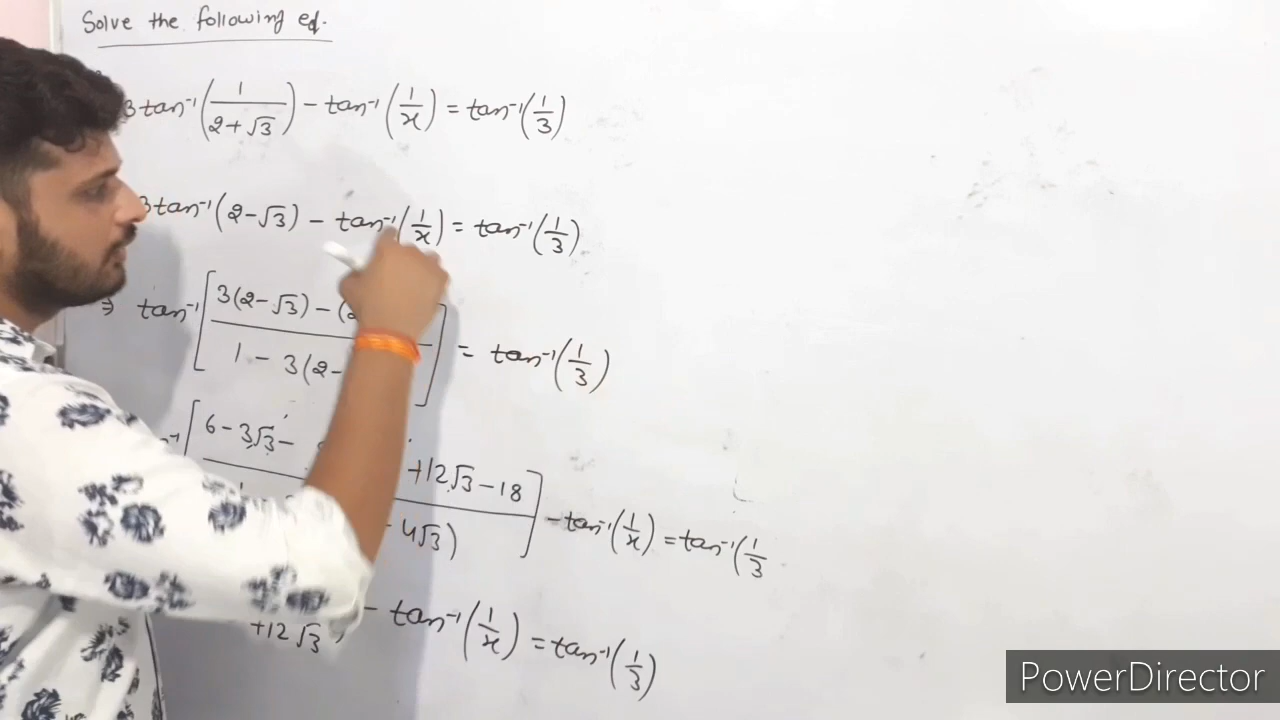 Solve the following eq.
3 tan⁻¹(1/(2+√3)) − tan⁻¹(1/x) = tan⁻¹(1/3)
3tan⁻¹(2−√3) − tan⁻¹(1/x) = tan⁻¹(1/3)
⇒ tan⁻¹[3(2−√3) − (2 / 1 − 3(2−] = tan⁻¹(1/3)
[6 − 3√3 − +12√3 − 18 / 4√3)] − tan⁻¹(1/x) = tan⁻¹(1/3
+12√3 − tan⁻¹(1/x) = tan⁻¹(1/3)
PowerDirector